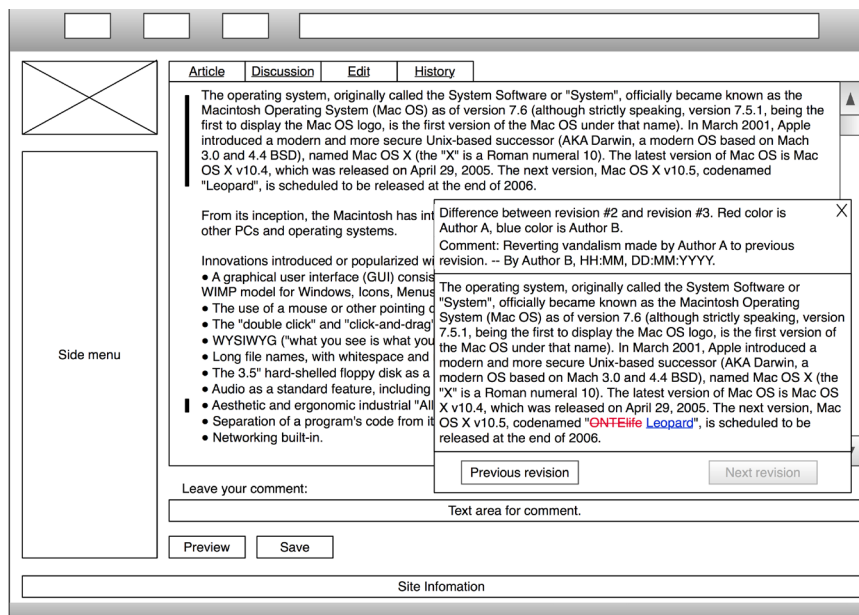 Article Discussion Edit History
The operating system, originally called the System Software or "System", officially became known as the
Macintosh Operating System (Mac OS) as of version 7.6 (although strictly speaking, version 7.5.1, being the
first to display the Mac OS logo, is the first version of the Mac OS under that name). In March 2001, Apple
introduced a modern and more secure Unix-based successor (AKA Darwin, a modern OS based on Mach
3.0 and 4.4 BSD), named Mac OS X (the "X" is a Roman numeral 10). The latest version of Mac OS is Mac
OS X v10.4, which was released on April 29, 2005. The next version, Mac OS X v10.5, codenamed
"Leopard", is scheduled to be released at the end of 2006.
From its inception, the Macintosh has int
other PCs and operating systems.
Innovations introduced or popularized wi
• A graphical user interface (GUI) consis
WIMP model for Windows, Icons, Menus
• The use of a mouse or other pointing d
• The "double click" and "click-and-drag"
• WYSIWYG ("what you see is what you
• Long file names, with whitespace and
• The 3.5" hard-shelled floppy disk as a
• Audio as a standard feature, including
• Aesthetic and ergonomic industrial "All
• Separation of a program's code from it
• Networking built-in.
Difference between revision #2 and revision #3. Red color is
Author A, blue color is Author B.
X
Comment: Reverting vandalism made by Author A to previous
revision. -- By Author B, HH:MM, DD:MM:YYYY.
The operating system, originally called the System Software or
"System", officially became known as the Macintosh Operating
System (Mac OS) as of version 7.6 (although strictly speaking, version
7.5.1, being the first to display the Mac OS logo, is the first version of
the Mac OS under that name). In March 2001, Apple introduced a
modern and more secure Unix-based successor (AKA Darwin, a
modern OS based on Mach 3.0 and 4.4 BSD), named Mac OS X (the
"X" is a Roman numeral 10). The latest version of Mac OS is Mac OS
X v10.4, which was released on April 29, 2005. The next version, Mac
OS X v10.5, codenamed "ONTElife Leopard", is scheduled to be
released at the end of 2006.
Previous revision Next revision
Side menu
Leave your comment:
Text area for comment.
Preview Save
Site Infomation